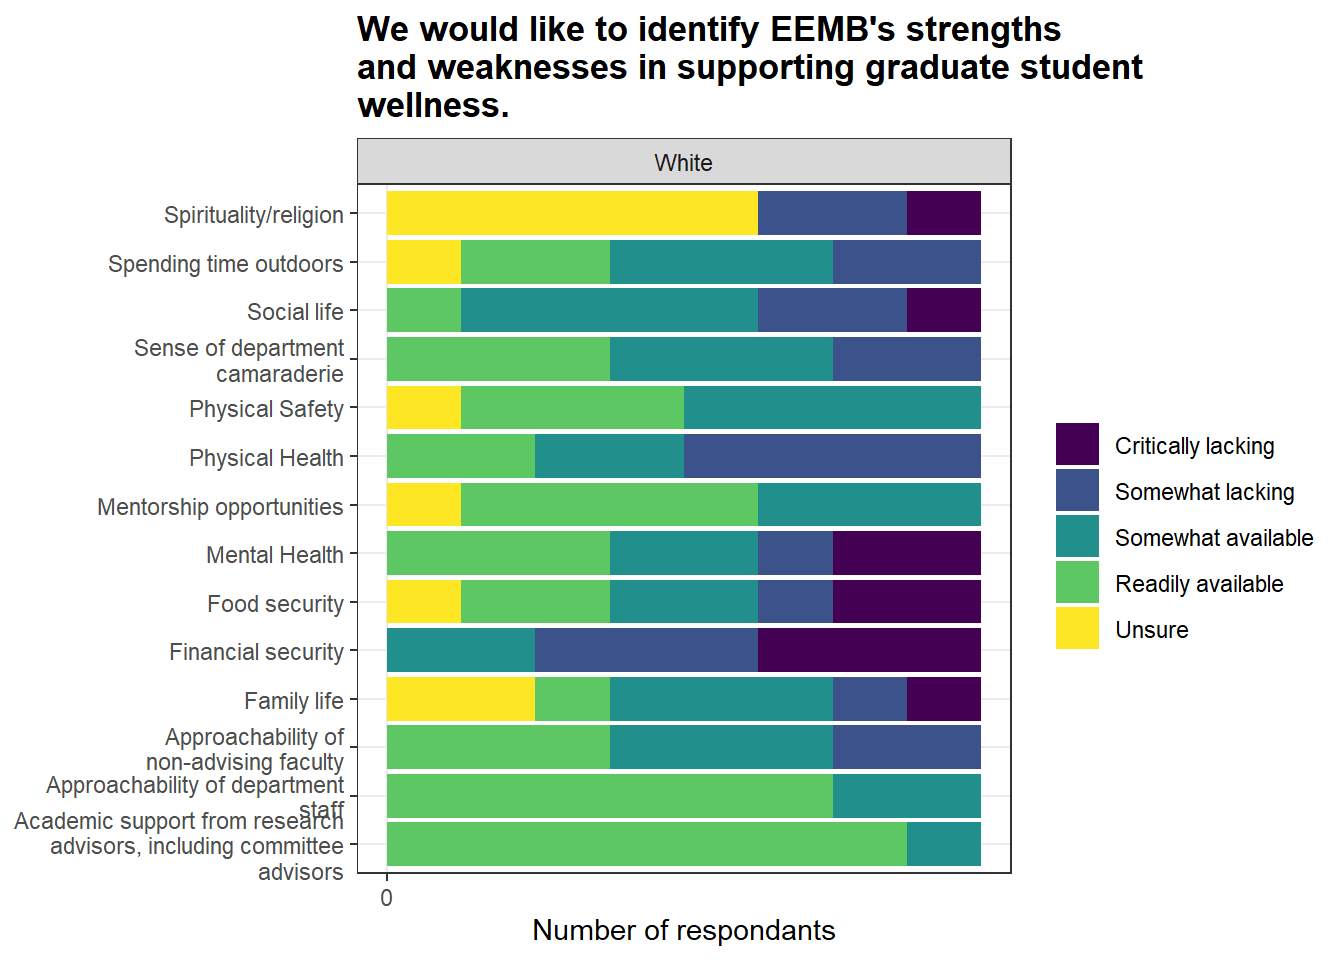 We would like to identify EEMB's strengths
and weaknesses in supporting graduate student
wellness.
White
Spirituality/religion
Spending time outdoors
Social life
Sense of department
camaraderie
Physical Safety
Physical Health
Mentorship opportunities
Mental Health
Food security
Financial security
Family life
Approachability of
non-advising faculty
Approachability of department
staff
Academic support from research
advisors, including committee
advisors
0
Number of respondants
Critically lacking
Somewhat lacking
Somewhat available
Readily available
Unsure